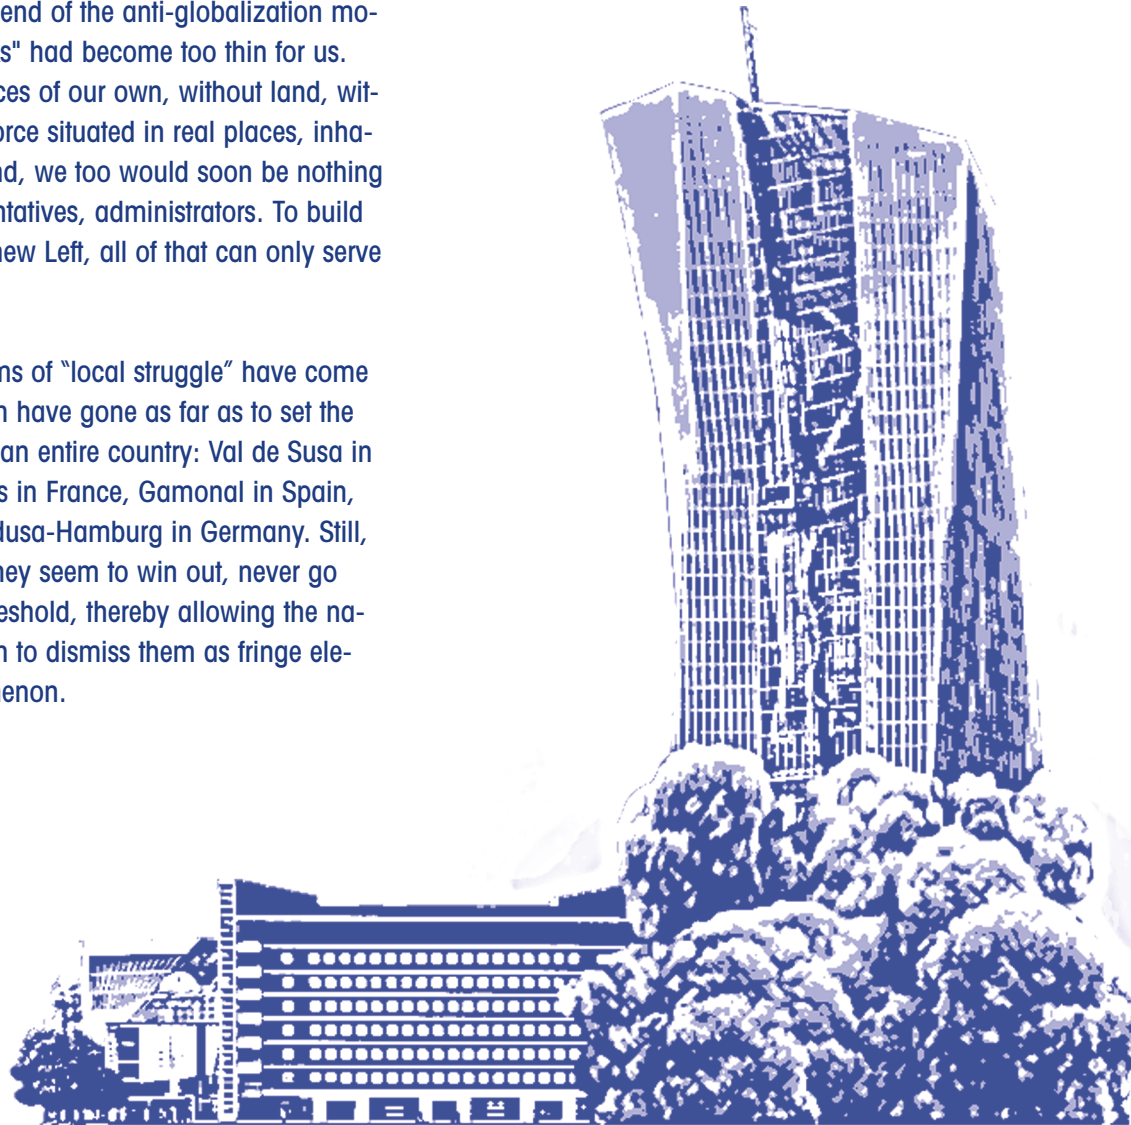 end of the anti-globalization mo-
s" had become too thin for us.
ces of our own, without land, wit-
orce situated in real places, inha-
nd, we too would soon be nothing
ntatives, administrators. To build
new Left, all of that can only serve
ms of “local struggle” have come
n have gone as far as to set the
an entire country: Val de Susa in
s in France, Gamonal in Spain,
dusa-Hamburg in Germany. Still,
hey seem to win out, never go
eshold, thereby allowing the na-
n to dismiss them as fringe ele-
nenon.